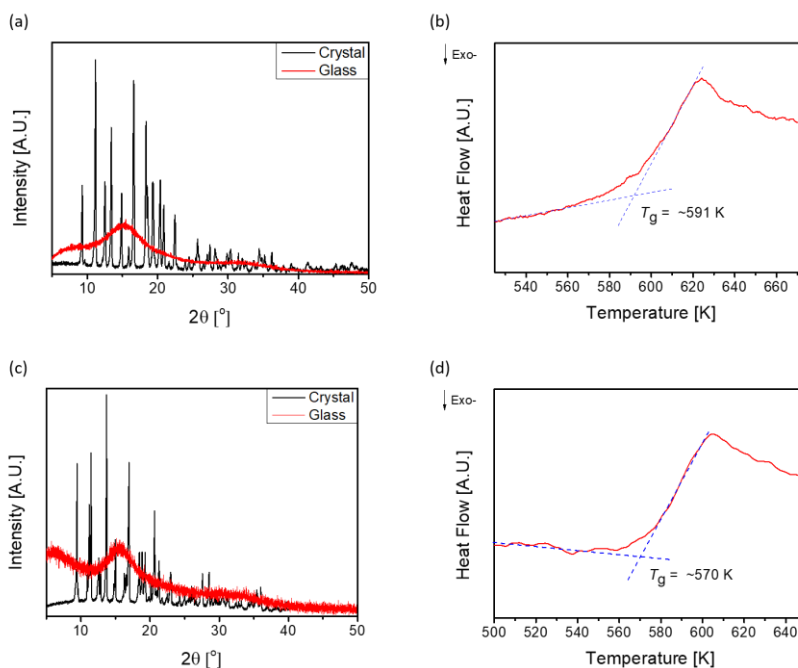 (a)
Crystal
Glass
Intensity [A.U.]
10 20 30 40 50
2θ [°]
(b)
Exo-
Heat Flow [A.U.]
Tg = ~591 K
540 560 580 600 620 640 660
Temperature [K]
(c)
Crystal
Glass
Intensity [A.U.]
10 20 30 40 50
2θ [°]
(d)
Exo-
Heat Flow [A.U.]
Tg = ~570 K
500 520 540 560 580 600 620 640
Temperature [K]